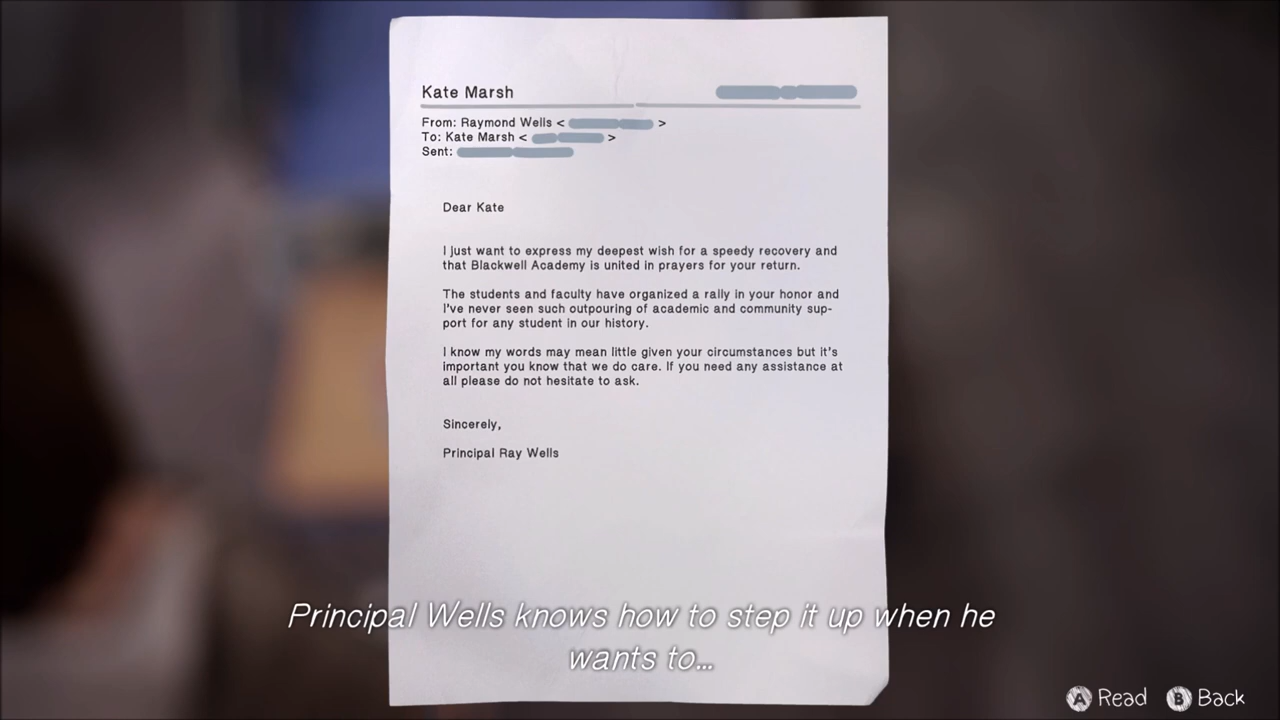 Kate Marsh
From: Raymond Wells < >
To: Kate Marsh < >
Sent:
Dear Kate
I just want to express my deepest wish for a speedy recovery and
that Blackwell Academy is united in prayers for your return.
The students and faculty have organized a rally in your honor and
I've never seen such outpouring of academic and community sup-
port for any student in our history.
I know my words may mean little given your circumstances but it's
important you know that we do care. If you need any assistance at
all please do not hesitate to ask.
Sincerely,
Principal Ray Wells
Principal Wells knows how to step it up when he
wants to...
A Read B Back